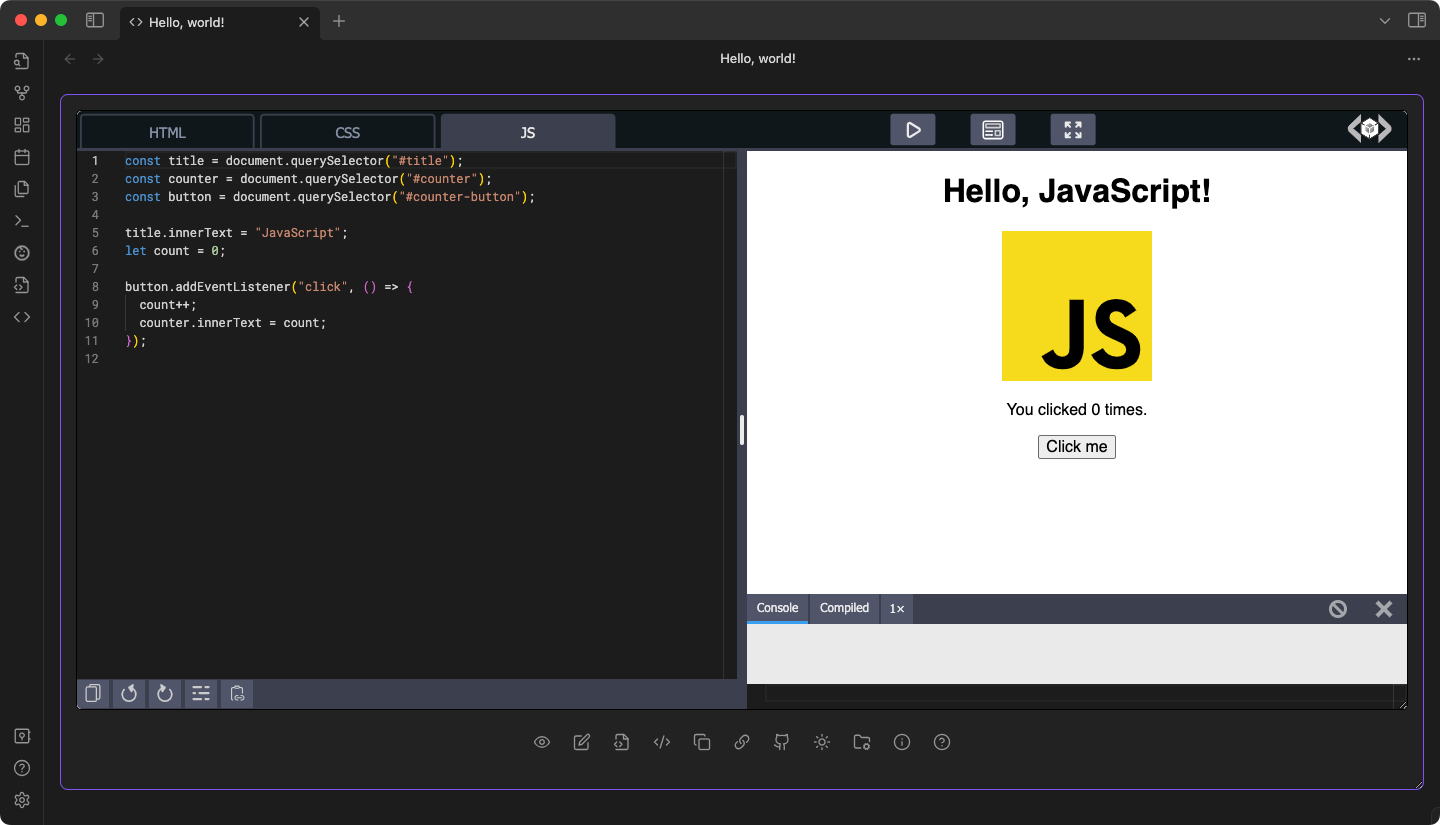 Hello, world!
Hello, world!
HTML
CSS
JS
1 const title = document.querySelector("#title");
2 const counter = document.querySelector("#counter");
3 const button = document.querySelector("#counter-button");
4
5 title.innerText = "JavaScript";
6 let count = 0;
7
8 button.addEventListener("click", () => {
9 count++;
10 counter.innerText = count;
11 });
12
Hello, JavaScript!
JS
You clicked 0 times.
Click me
Console
Compiled
1×